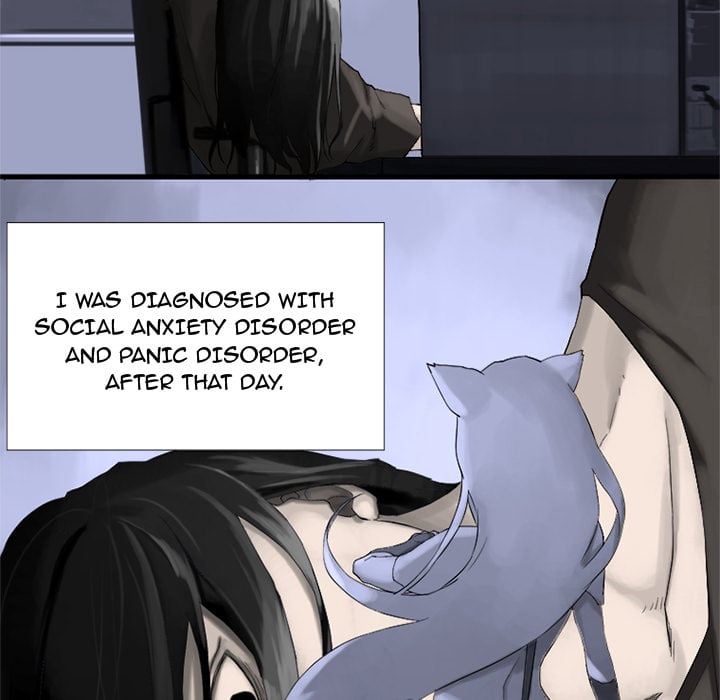 I WAS DIAGNOSED WITH
SOCIAL ANXIETY DISORDER
AND PANIC DISORDER,
AFTER THAT DAY.